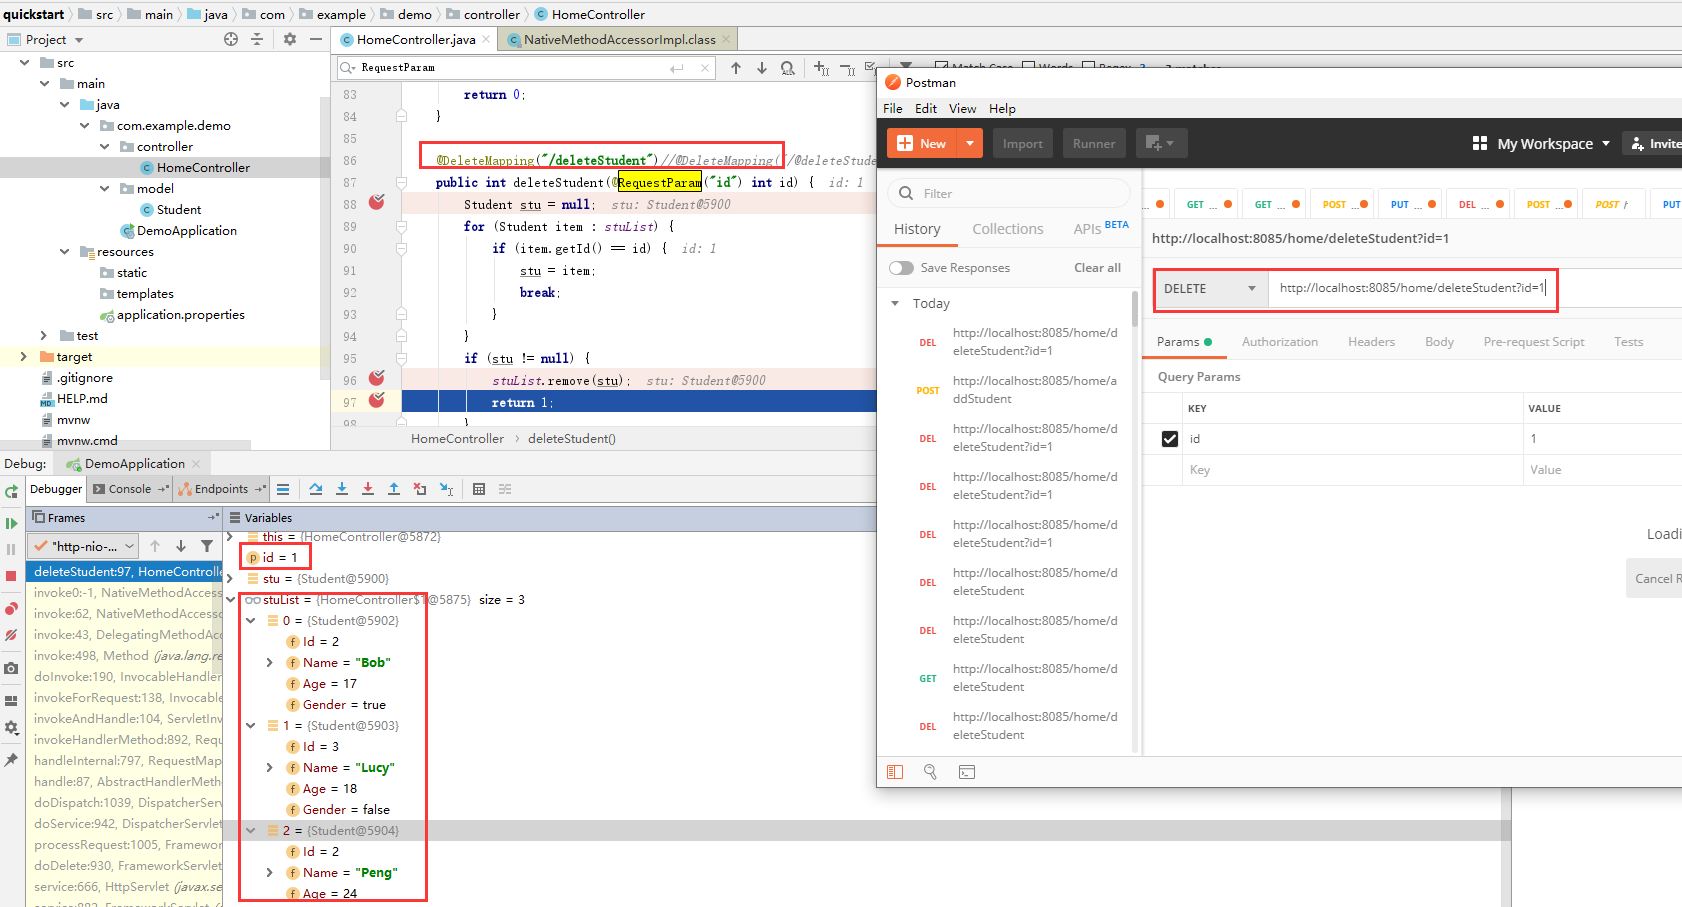 quickstart src main java com example demo controller HomeController
Project
HomeController.java NativeMethodAccessorImpl.class
RequestParam
src
main
java
com.example.demo
controller
HomeController
model
Student
DemoApplication
resources
static
templates
application.properties
test
target
.gitignore
HELP.md
mvnw
mvnw.cmd
83 return 0;
84 }
85
86 @DeleteMapping("/deleteStudent")//@DeleteMapping("/@deleteStude
87 public int deleteStudent(@RequestParam("id") int id) { id: 1
88 Student stu = null; stu: Student@5900
89 for (Student item : stuList) {
90 if (item.getId() == id) { id: 1
91 stu = item;
92 break;
93 }
94 }
95 if (stu != null) {
96 stuList.remove(stu); stu: Student@5900
97 return 1;
98 }
HomeController › deleteStudent()
Debug: DemoApplication
Debugger Console Endpoints
Frames
"http-nio-...
deleteStudent:97, HomeControlle
invoke0:-1, NativeMethodAccess
invoke:62, NativeMethodAccesso
invoke:43, DelegatingMethodAcc
invoke:498, Method (java.lang.re
doInvoke:190, InvocableHandler
invokeForRequest:138, Invocable
invokeAndHandle:104, ServletInv
invokeHandlerMethod:892, Requ
handleInternal:797, RequestMap
handle:87, AbstractHandlerMetho
doDispatch:1039, DispatcherServ
doService:942, DispatcherServlet
processRequest:1005, Framewor
doDelete:930, FrameworkServlet
service:666, HttpServlet (javax.se
Variables
this = {HomeController@5872}
p id = 1
stu = {Student@5900}
stuList = {HomeController$1@5875} size = 3
0 = {Student@5902}
f Id = 2
f Name = "Bob"
f Age = 17
f Gender = true
1 = {Student@5903}
f Id = 3
f Name = "Lucy"
f Age = 18
f Gender = false
2 = {Student@5904}
f Id = 2
f Name = "Peng"
f Age = 24
Postman
File Edit View Help
New Import Runner My Workspace Invite
Filter
History Collections APIs BETA
Save Responses Clear all
Today
DEL http://localhost:8085/home/d
eleteStudent?id=1
POST http://localhost:8085/home/a
ddStudent
DEL http://localhost:8085/home/d
eleteStudent?id=1
DEL http://localhost:8085/home/d
eleteStudent?id=1
DEL http://localhost:8085/home/d
eleteStudent?id=1
DEL http://localhost:8085/home/d
eleteStudent
DEL http://localhost:8085/home/d
eleteStudent
GET http://localhost:8085/home/d
eleteStudent
DEL http://localhost:8085/home/d
eleteStudent
... GET ... GET ... POST ... PUT ... DEL ... POST ... POST PUT
http://localhost:8085/home/deleteStudent?id=1
DELETE http://localhost:8085/home/deleteStudent?id=1
Params Authorization Headers Body Pre-request Script Tests
Query Params
KEY VALUE
id 1
Key Value
Loadi
Cancel R